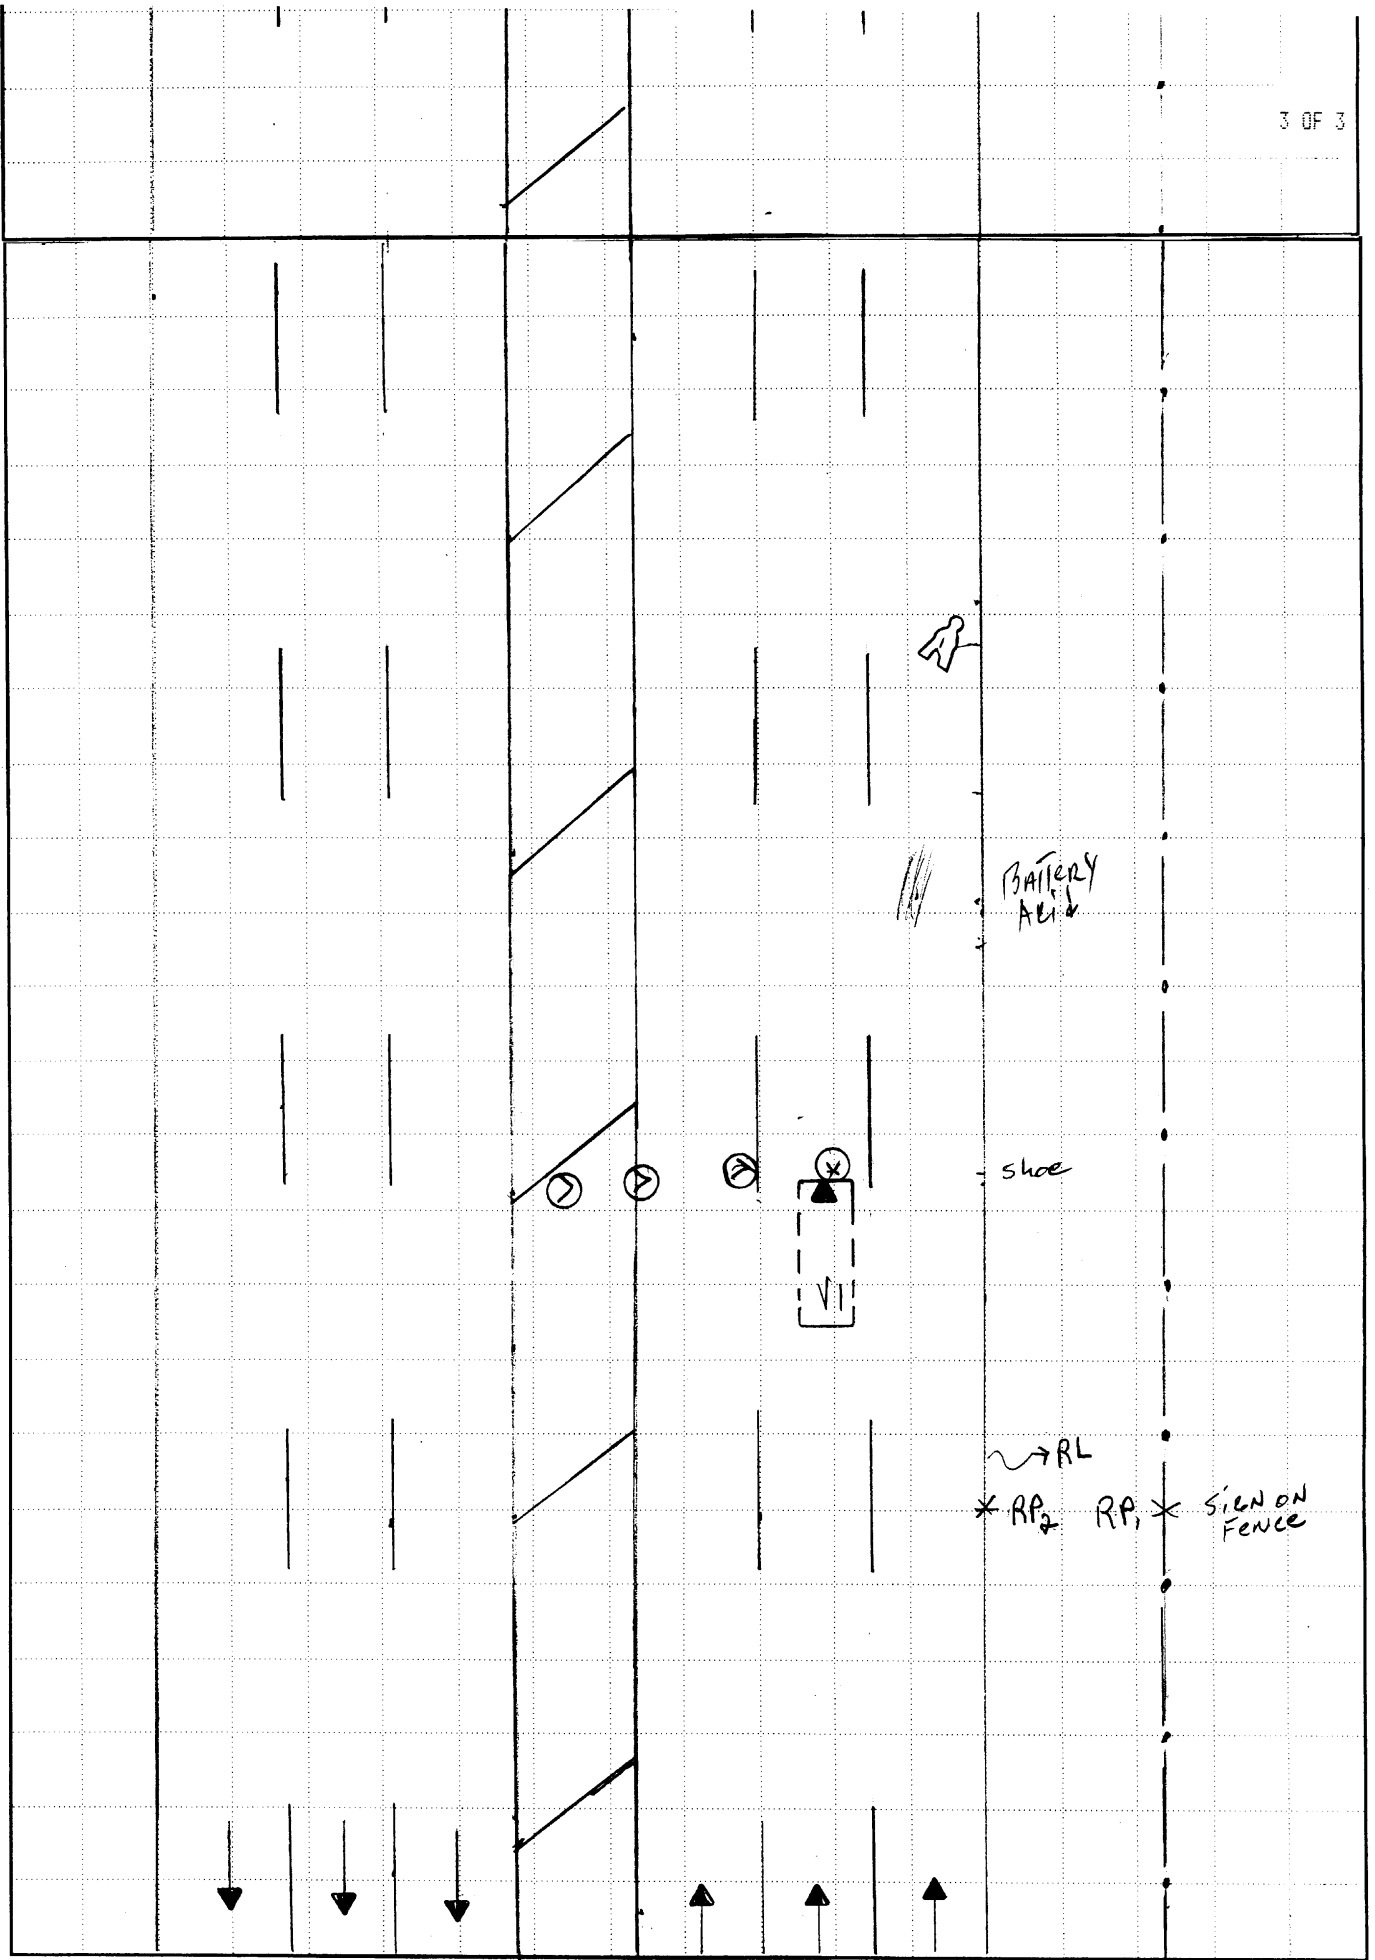 3 OF 3
BATTERY
Acid
shoe
V1
RL
RP2 RP1 SIGN ON
FENCE